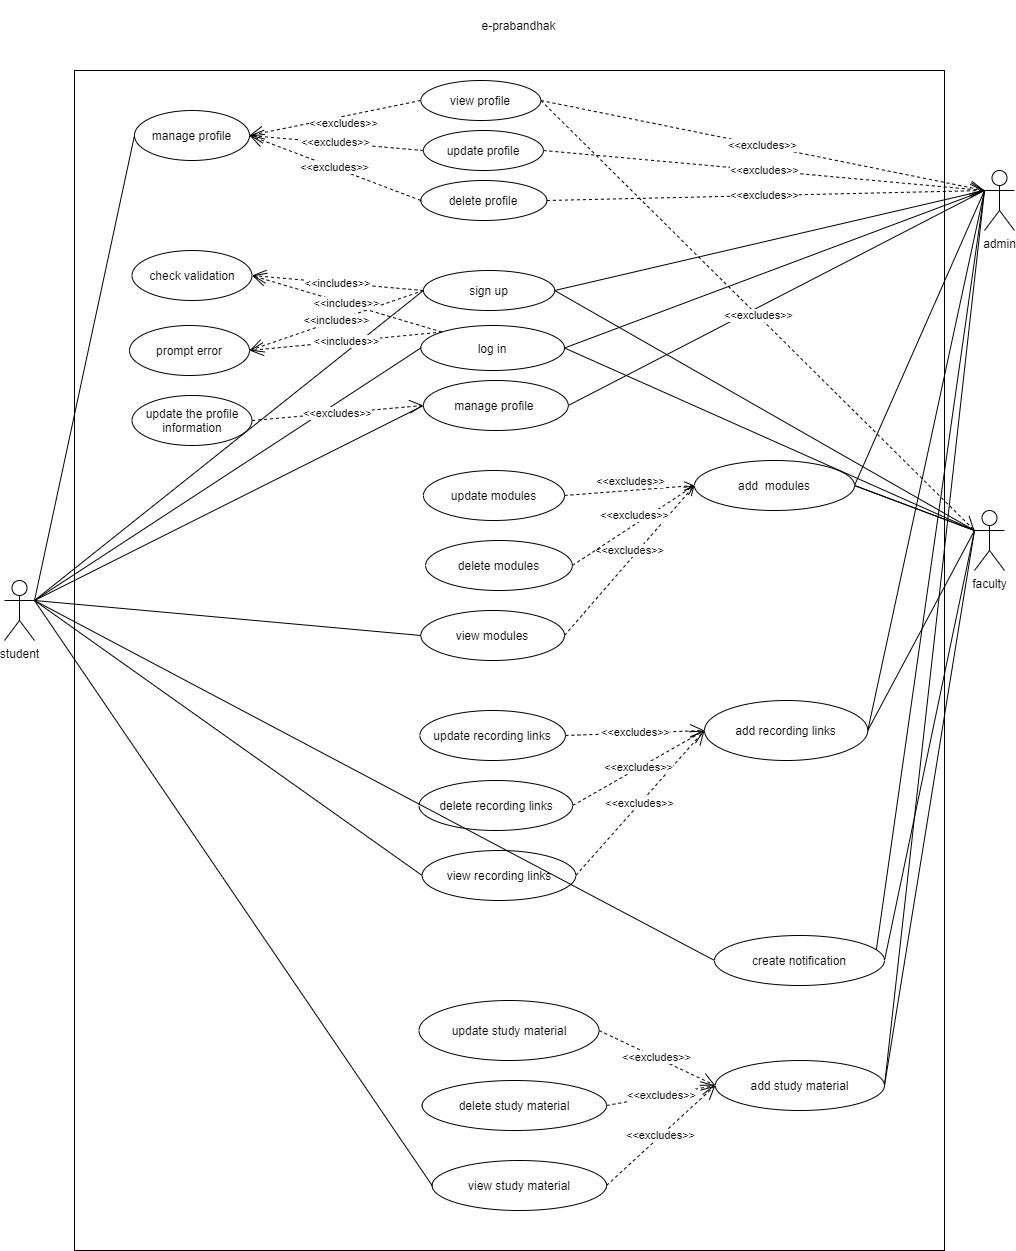 e-prabandhak
view profile
manage profile
<<excludes>>
<<excludes>>
update profile
<<excludes>>
<<excludes>>
<<excludes>>
delete profile
<<excludes>>
admin
check validation
<<includes>>
sign up
<<includes>>
<<includes>>
<<excludes>>
<<includes>>
prompt error
log in
manage profile
update the profile
information
<<excludes>>
<<excludes>>
add  modules
update modules
<<excludes>>
<<excludes>>
delete modules
faculty
view modules
student
update recording links
<<excludes>>
add recording links
<<excludes>>
<<excludes>>
delete recording links
view recording links
create notification
update study material
<<excludes>>
add study material
<<excludes>>
delete study material
<<excludes>>
view study material